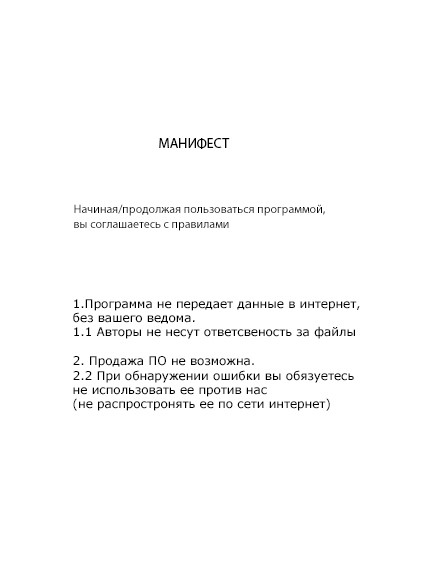 МАНИФЕСТ
Начиная/продолжая пользоваться программой,
вы соглашаетесь с правилами
1.Программа не передает данные в интернет,
без вашего ведома.
1.1 Авторы не несут ответсвеность за файлы
2. Продажа ПО не возможна.
2.2 При обнаружении ошибки вы обязуетесь
не использовать ее против нас
(не распростронять ее по сети интернет)